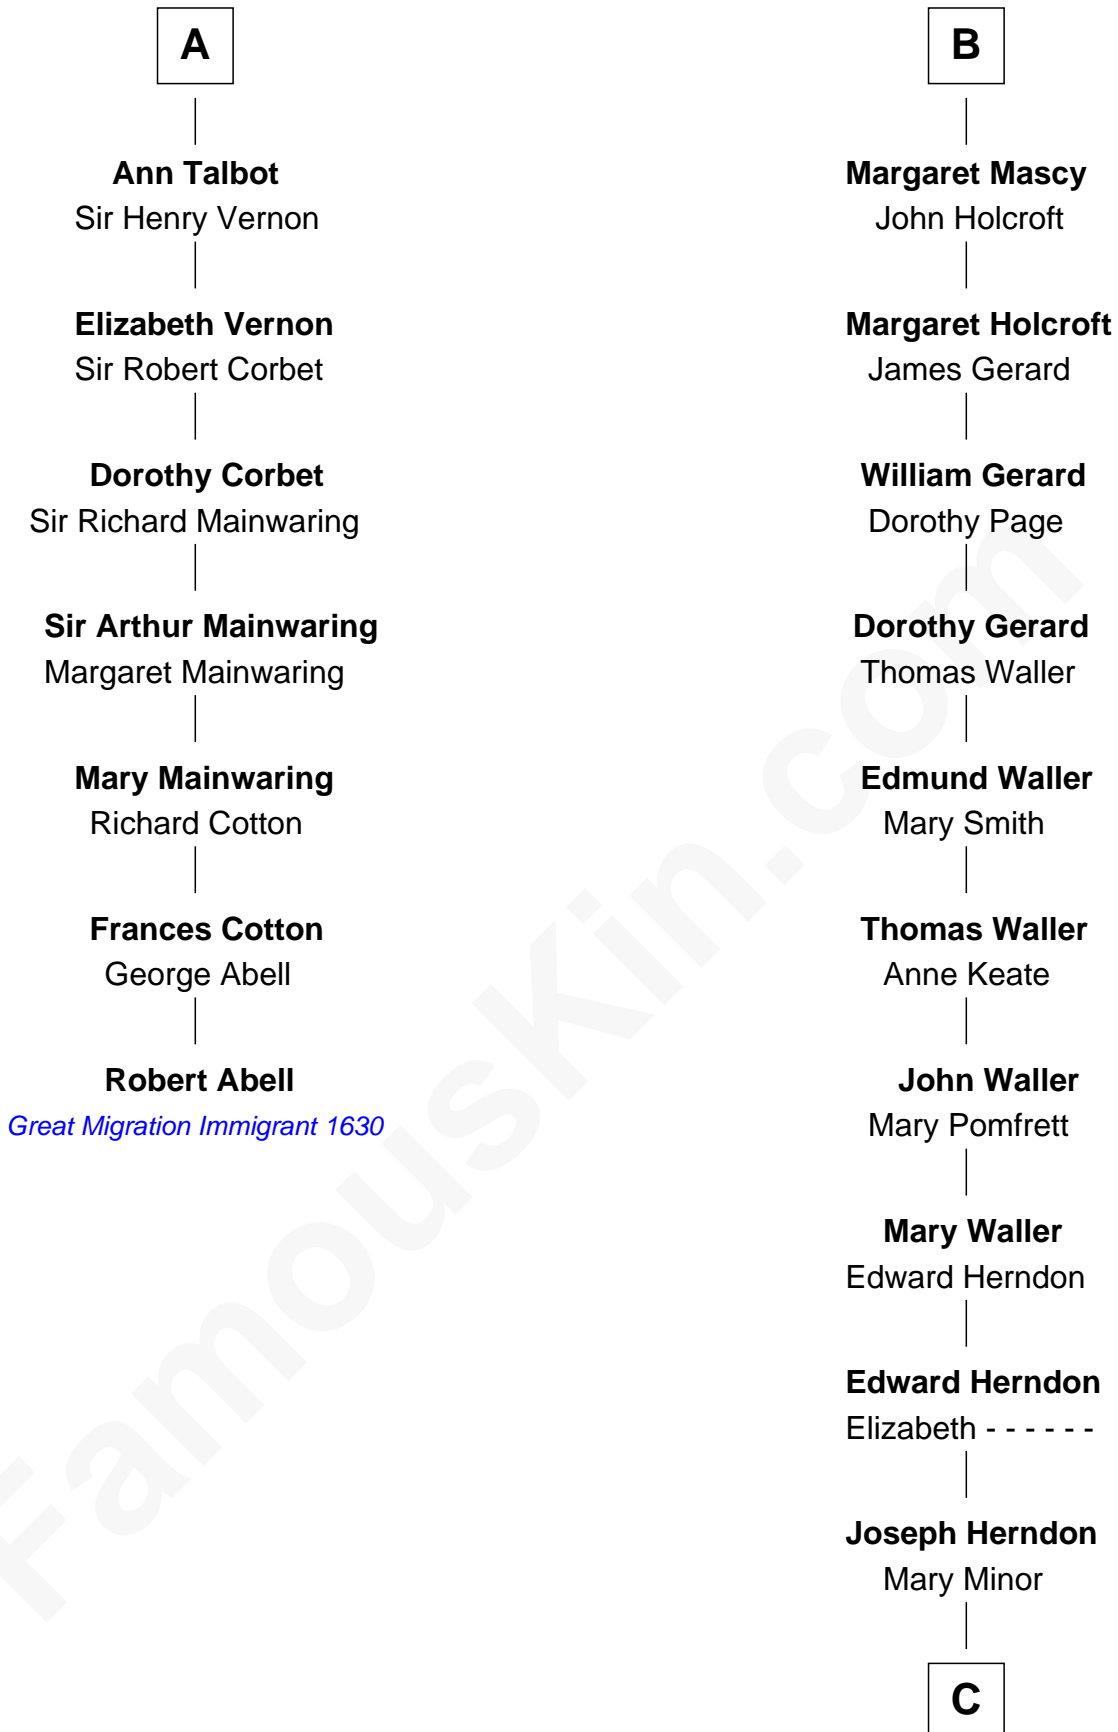 A
Ann Talbot
Sir Henry Vernon
Elizabeth Vernon
Sir Robert Corbet
Dorothy Corbet
Sir Richard Mainwaring
Sir Arthur Mainwaring
Margaret Mainwaring
Mary Mainwaring
Richard Cotton
Frances Cotton
George Abell
Robert Abell
Great Migration Immigrant 1630
B
Margaret Mascy
John Holcroft
Margaret Holcroft
James Gerard
William Gerard
Dorothy Page
Dorothy Gerard
Thomas Waller
Edmund Waller
Mary Smith
Thomas Waller
Anne Keate
John Waller
Mary Pomfrett
Mary Waller
Edward Herndon
Edward Herndon
Elizabeth - - - - - -
Joseph Herndon
Mary Minor
C
FamousKin.com